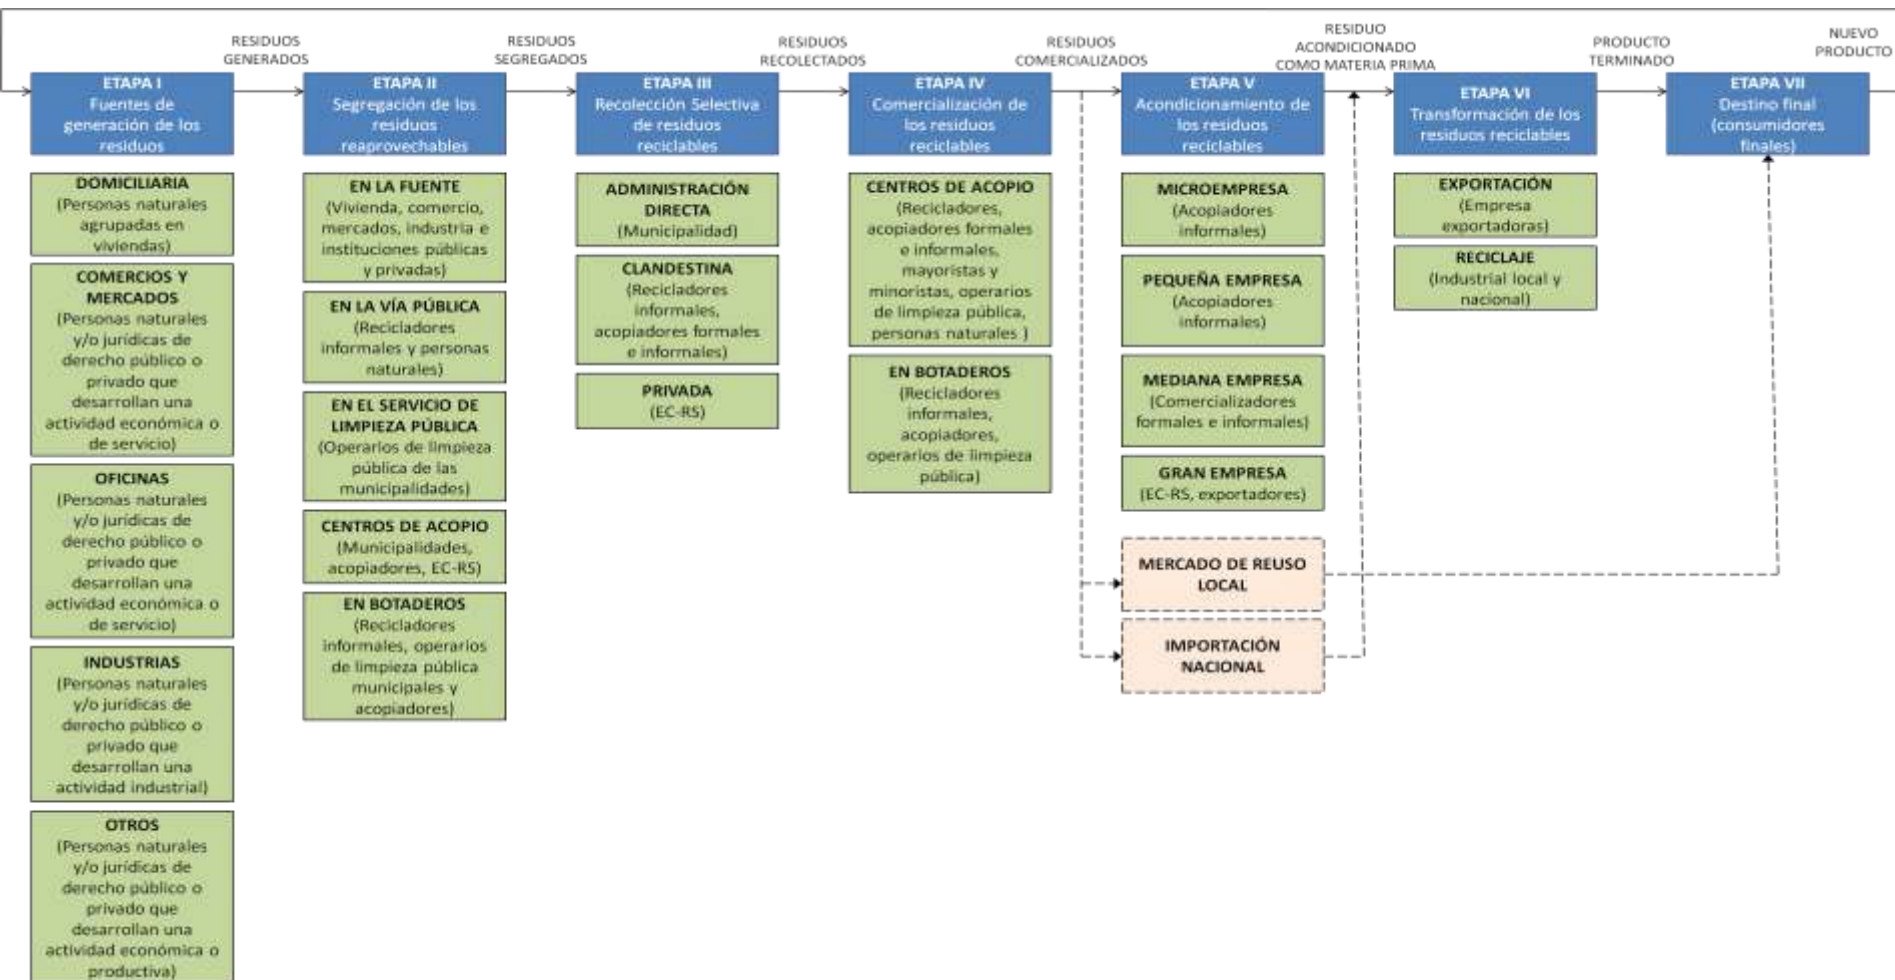 RESIDUOS
GENERADOS
RESIDUOS
SEGREGADOS
RESIDUOS
RECOLECTADOS
RESIDUOS
COMERCIALIZADOS
RESIDUO
ACONDICIONADO
COMO MATERIA PRIMA
PRODUCTO
TERMINADO
NUEVO
PRODUCTO
ETAPA I
Fuentes de
generación de los
residuos
ETAPA II
Segregación de los
residuos
reaprovechables
ETAPA III
Recolección Selectiva
de residuos
reciclables
ETAPA IV
Comercialización de
los residuos
reciclables
ETAPA V
Acondicionamiento de
los residuos
reciclables
ETAPA VI
Transformación de los
residuos reciclables
ETAPA VII
Destino final
(consumidores
finales)
DOMICILIARIA
(Personas naturales
agrupadas en
viviendas)
COMERCIOS Y
MERCADOS
(Personas naturales
y/o jurídicas de
derecho público o
privado que
desarrollan una
actividad económica o
de servicio)
OFICINAS
(Personas naturales
y/o jurídicas de
derecho público o
privado que
desarrollan una
actividad económica o
de servicio)
INDUSTRIAS
(Personas naturales
y/o jurídicas de
derecho público o
privado que
desarrollan una
actividad industrial)
OTROS
(Personas naturales
y/o jurídicas de
derecho público o
privado que
desarrollan una
actividad económica o
productiva)
EN LA FUENTE
(Vivienda, comercio,
mercados, industria e
instituciones públicas
y privadas)
EN LA VÍA PÚBLICA
(Recicladores
informales y personas
naturales)
EN EL SERVICIO DE
LIMPIEZA PÚBLICA
(Operarios de limpieza
pública de las
municipalidades)
CENTROS DE ACOPIO
(Municipalidades,
acopiadores, EC-RS)
EN BOTADEROS
(Recicladores
informales, operarios
de limpieza pública
municipales y
acopiadores)
ADMINISTRACIÓN
DIRECTA
(Municipalidad)
CLANDESTINA
(Recicladores
informales,
acopiadores formales
e informales)
PRIVADA
(EC-RS)
CENTROS DE ACOPIO
(Recicladores,
acopiadores formales
e informales,
mayoristas y
minoristas, operarios
de limpieza pública,
personas naturales )
EN BOTADEROS
(Recicladores
informales,
acopiadores,
operarios de limpieza
pública)
MICROEMPRESA
(Acopiadores
informales)
PEQUEÑA EMPRESA
(Acopiadores
informales)
MEDIANA EMPRESA
(Comercializadores
formales e informales)
GRAN EMPRESA
(EC-RS, exportadores)
MERCADO DE REUSO
LOCAL
IMPORTACIÓN
NACIONAL
EXPORTACIÓN
(Empresa
exportadoras)
RECICLAJE
(Industrial local y
nacional)